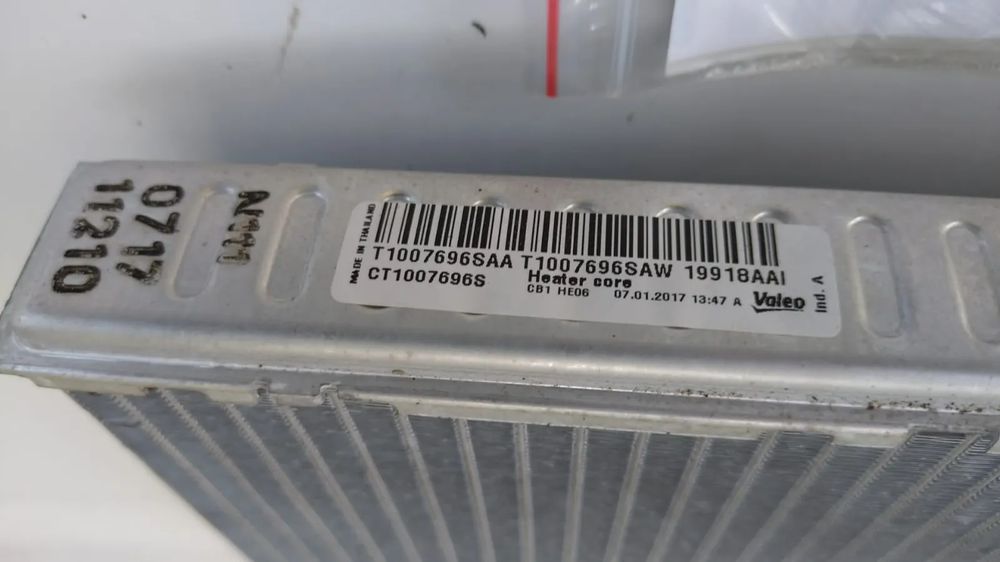 0717
11210
N111
MADE IN THAILAND
T1007696SAA T1007696SAW 19918AAI
CT1007696S Heater core
CB1 HE06 07.01.2017 13:47 A Valeo
Ind. A